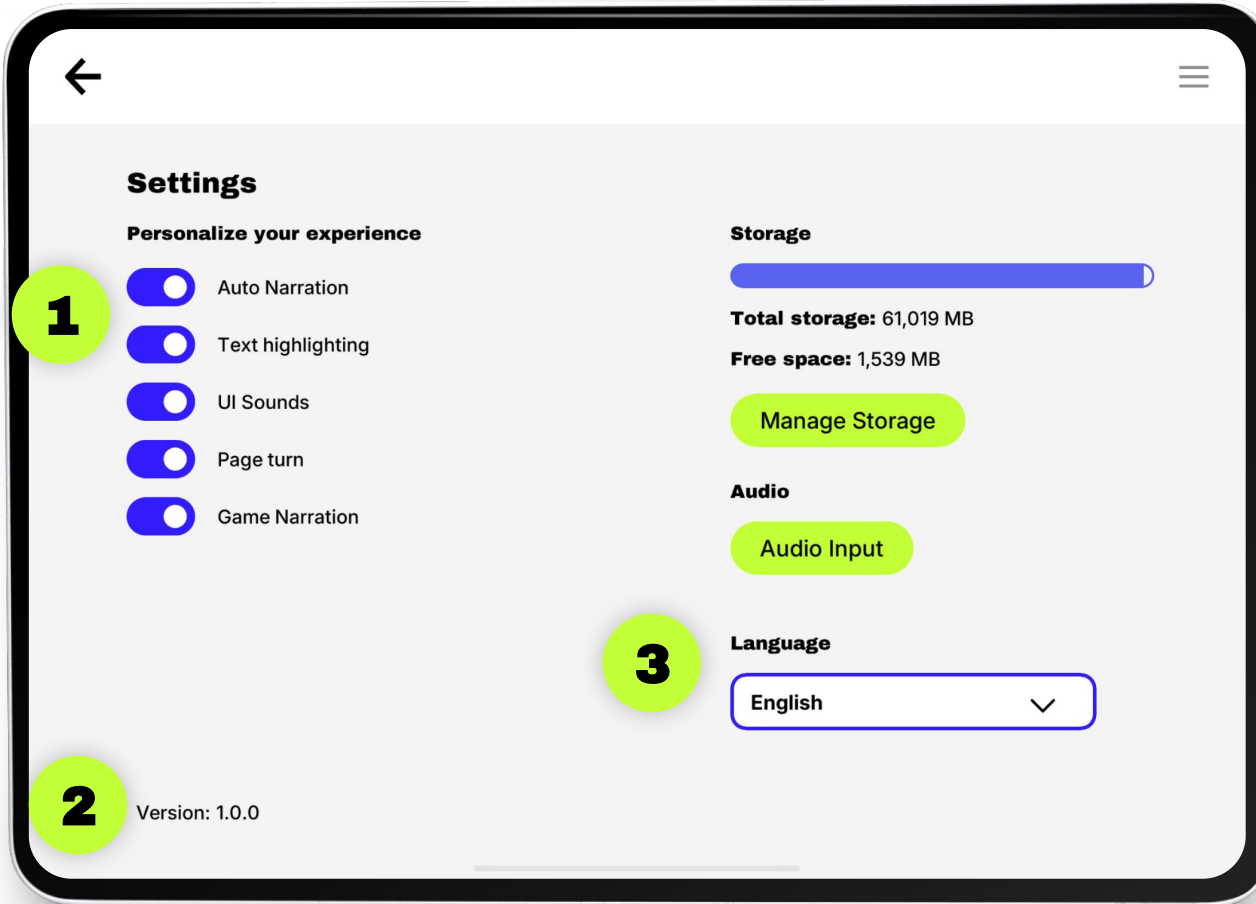 Settings
Personalize your experience
1
Auto Narration
Text highlighting
UI Sounds
Page turn
Game Narration
2
Version: 1.0.0
Storage
Total storage: 61,019 MB
Free space: 1,539 MB
Manage Storage
Audio
Audio Input
3
Language
English